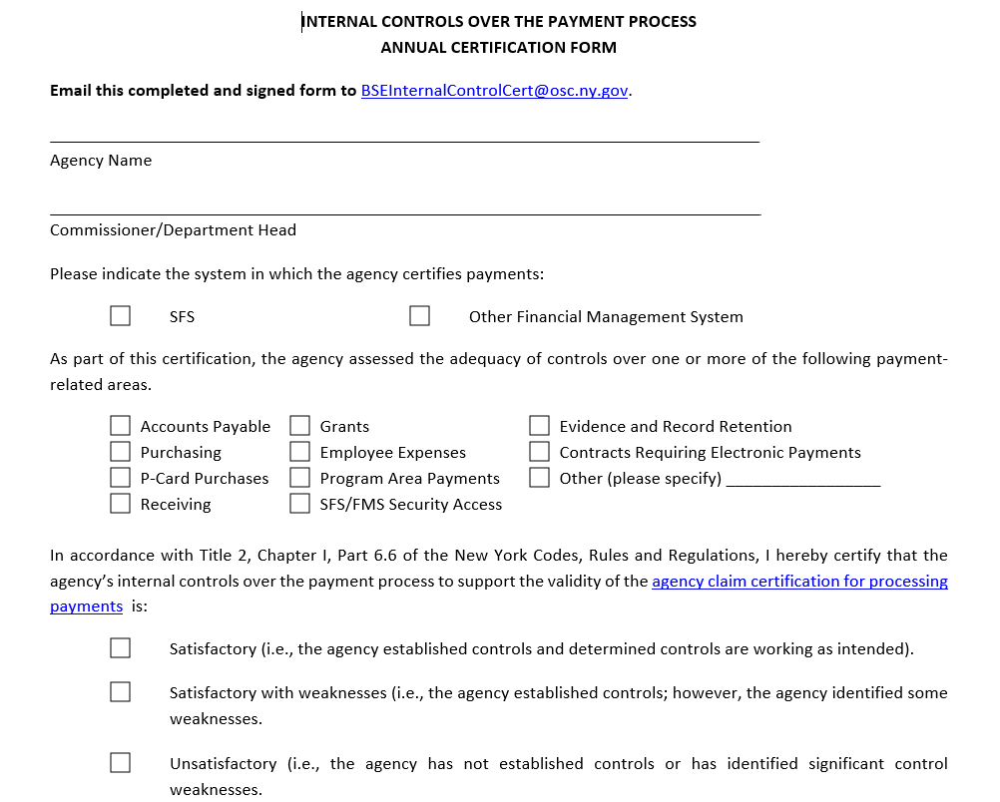 INTERNAL CONTROLS OVER THE PAYMENT PROCESS
ANNUAL CERTIFICATION FORM
Email this completed and signed form to BSEInternalControlCert@osc.ny.gov.
Agency Name
Commissioner/Department Head
Please indicate the system in which the agency certifies payments:
SFS Other Financial Management System
As part of this certification, the agency assessed the adequacy of controls over one or more of the following payment-
related areas.
Accounts Payable Grants Evidence and Record Retention
Purchasing Employee Expenses Contracts Requiring Electronic Payments
P-Card Purchases Program Area Payments Other (please specify) _________________
Receiving SFS/FMS Security Access
In accordance with Title 2, Chapter I, Part 6.6 of the New York Codes, Rules and Regulations, I hereby certify that the
agency’s internal controls over the payment process to support the validity of the agency claim certification for processing
payments is:
Satisfactory (i.e., the agency established controls and determined controls are working as intended).
Satisfactory with weaknesses (i.e., the agency established controls; however, the agency identified some
weaknesses.
Unsatisfactory (i.e., the agency has not established controls or has identified significant control
weaknesses.